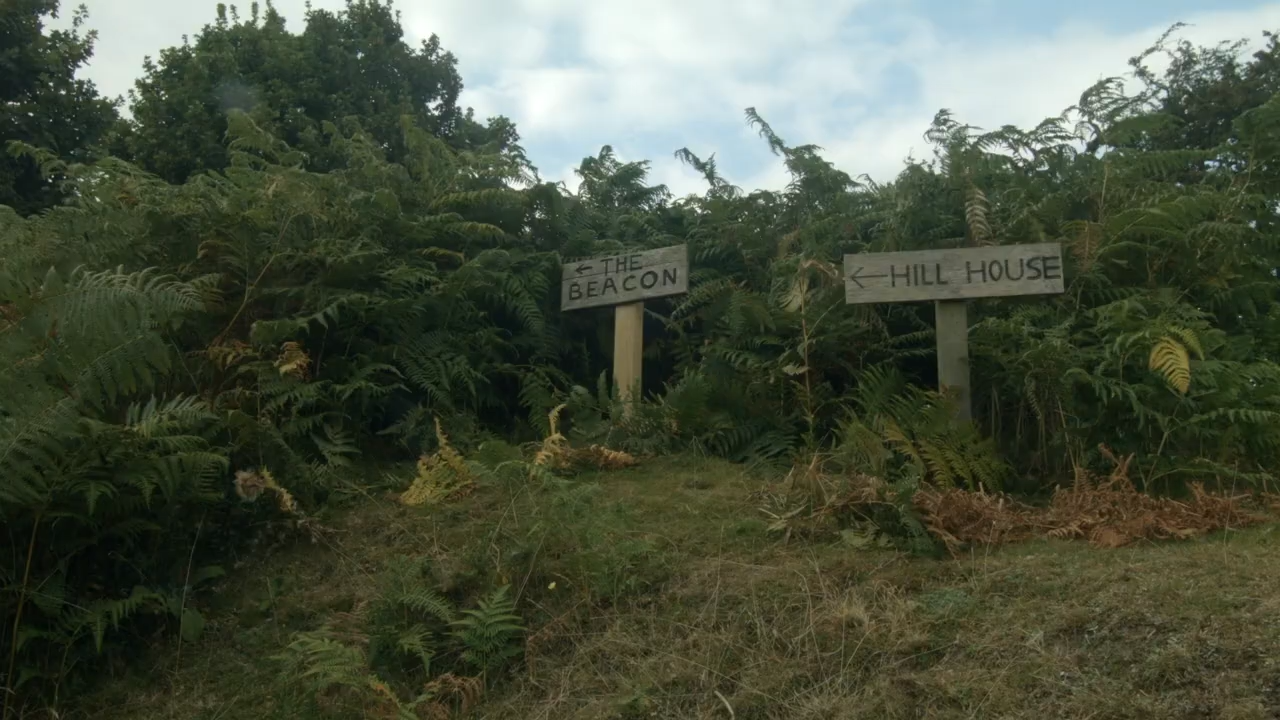 ← THE
BEACON
← HILL HOUSE